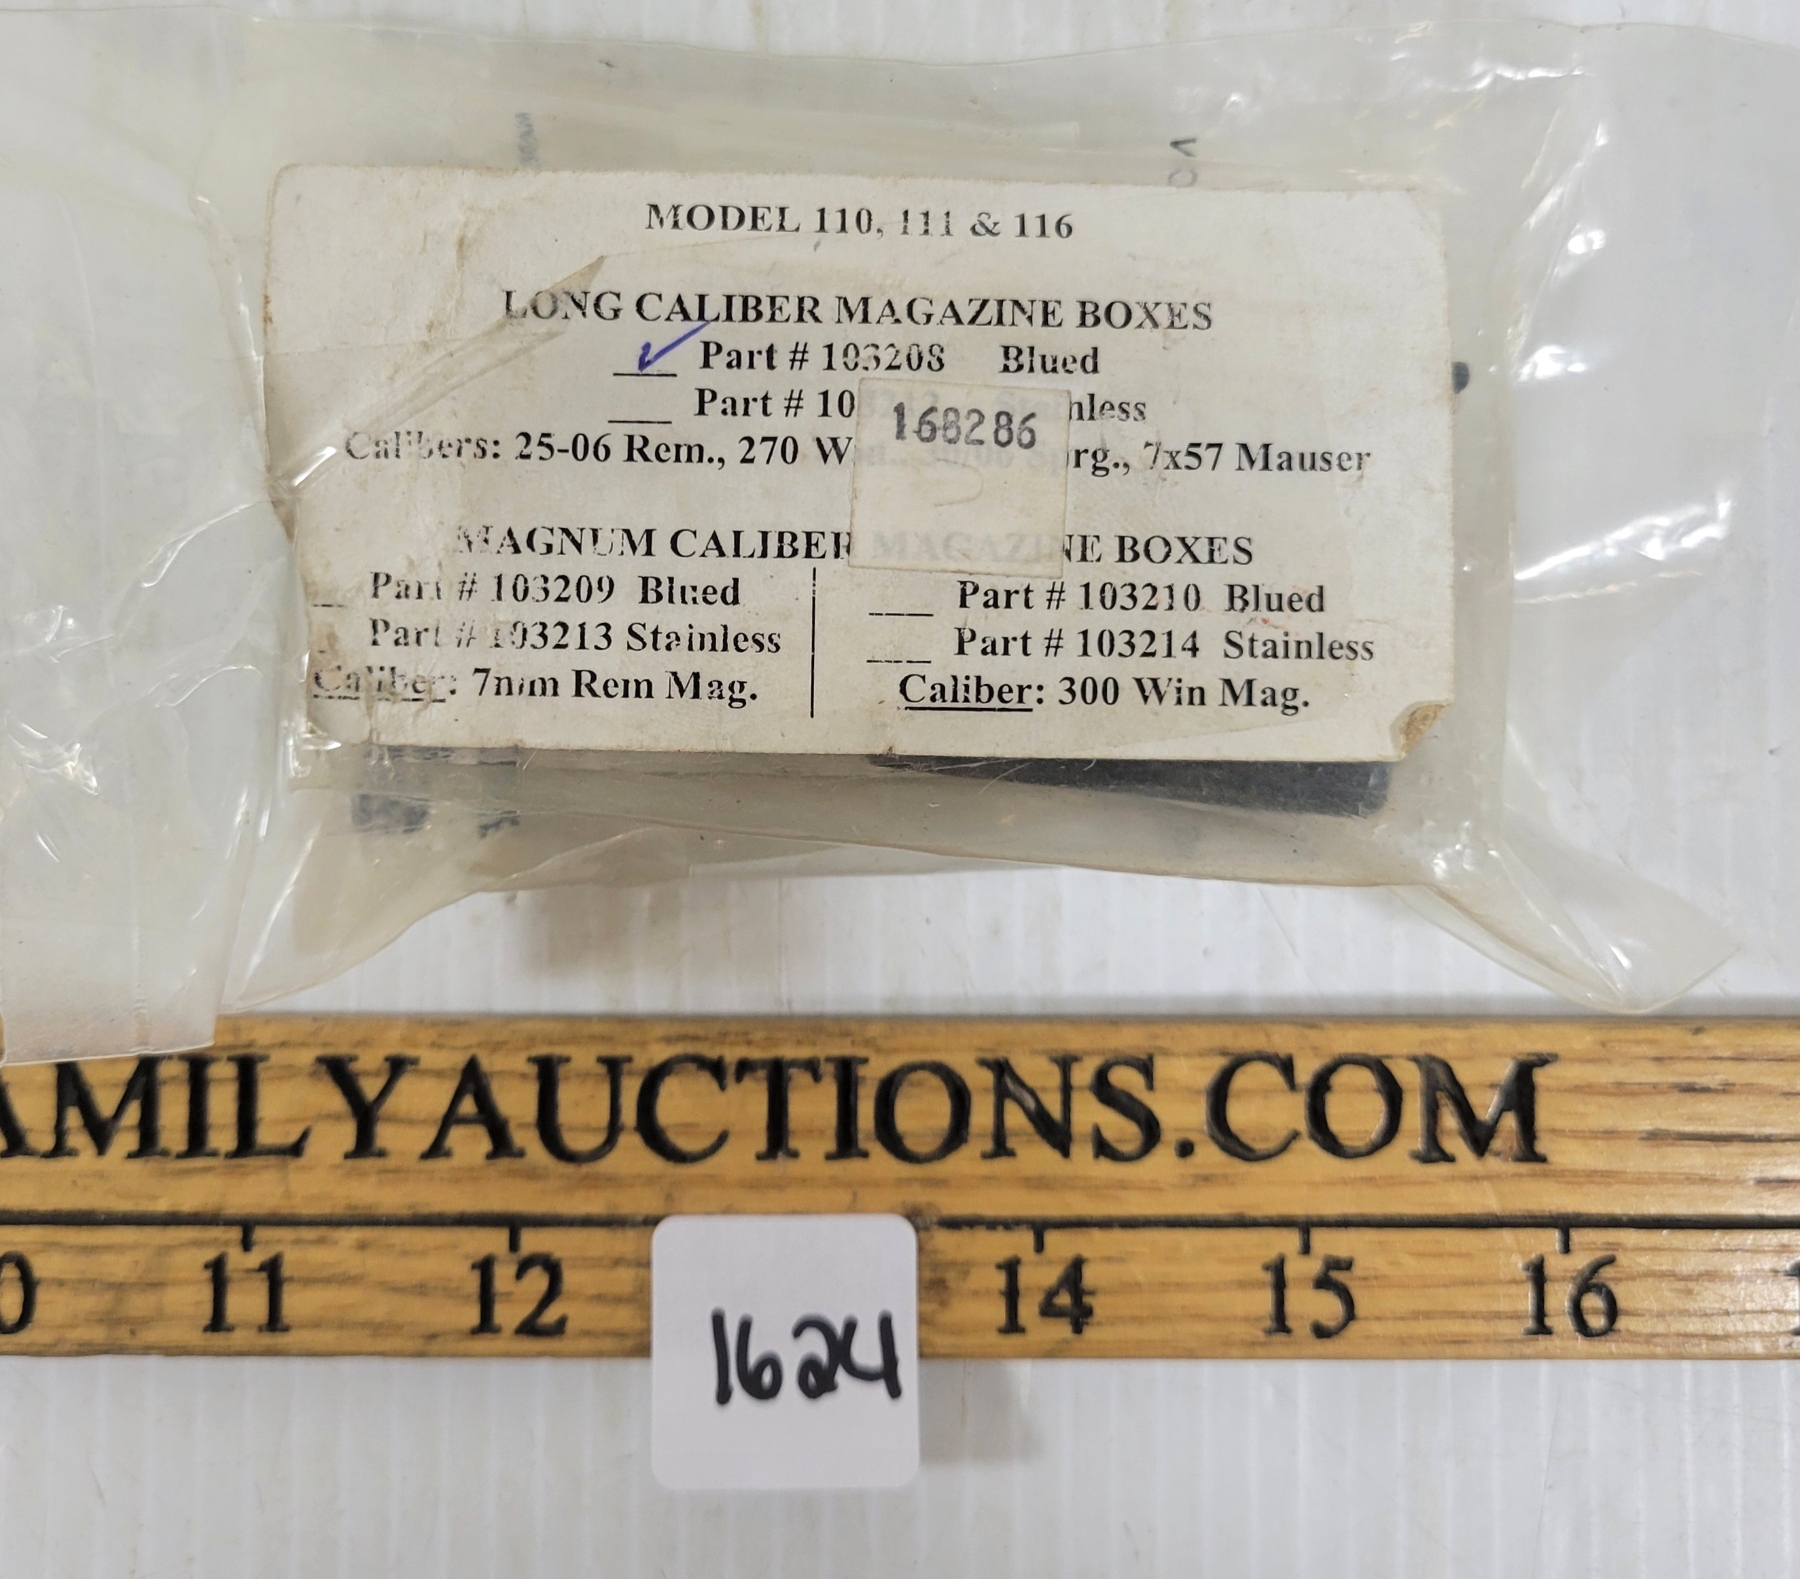 MODEL 110, 111 & 116
LONG CALIBER MAGAZINE BOXES
Part # 103208 Blued
Part # 10
168286
Calibers: 25-06 Rem., 270 7x57 Mauser
MAGNUM CALIBER MAGAZINE BOXES
Part # 103209 Blued
Part # 103213 Stainless
Caliber: 7mm Rem Mag.
Part # 103210 Blued
Part # 103214 Stainless
Caliber: 300 Win Mag.
AMILYAUCTIONS.COM
0 11 12 14 15 16
1624